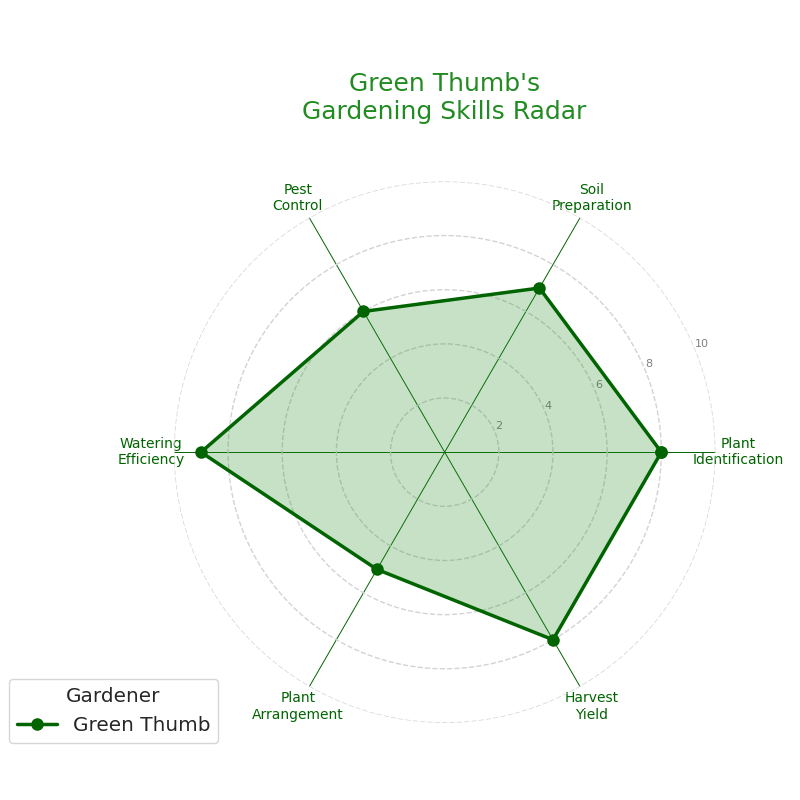 Green Thumb's
Gardening Skills Radar
Pest
Control
Soil
Preparation
10
8
6
4
2
Watering
Efficiency
Plant
Identification
Plant
Arrangement
Harvest
Yield
Gardener
Green Thumb